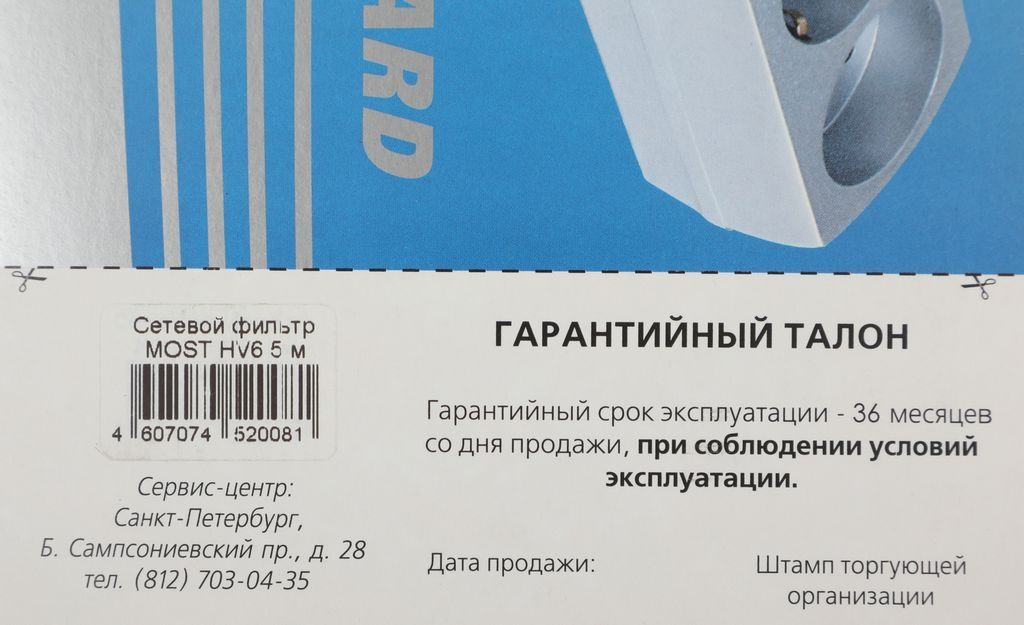 ARD
Сетевой фильтр
MOST HV6 5 м
4 607074 520081
Сервис-центр:
Санкт-Петербург,
Б. Сампсониевский пр., д. 28
тел. (812) 703-04-35
ГАРАНТИЙНЫЙ ТАЛОН
Гарантийный срок эксплуатации - 36 месяцев
со дня продажи, при соблюдении условий
эксплуатации.
Дата продажи:
Штамп торгующей
организации